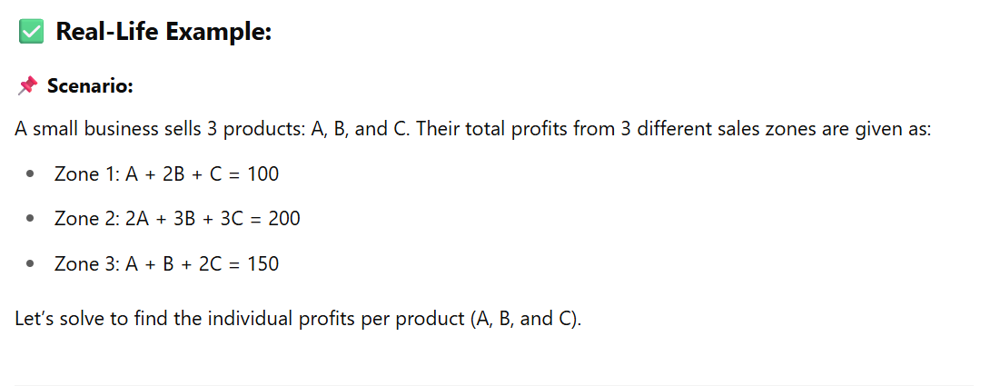 ✅ Real-Life Example:
📌 Scenario:
A small business sells 3 products: A, B, and C. Their total profits from 3 different sales zones are given as:
• Zone 1: A + 2B + C = 100
• Zone 2: 2A + 3B + 3C = 200
• Zone 3: A + B + 2C = 150
Let’s solve to find the individual profits per product (A, B, and C).